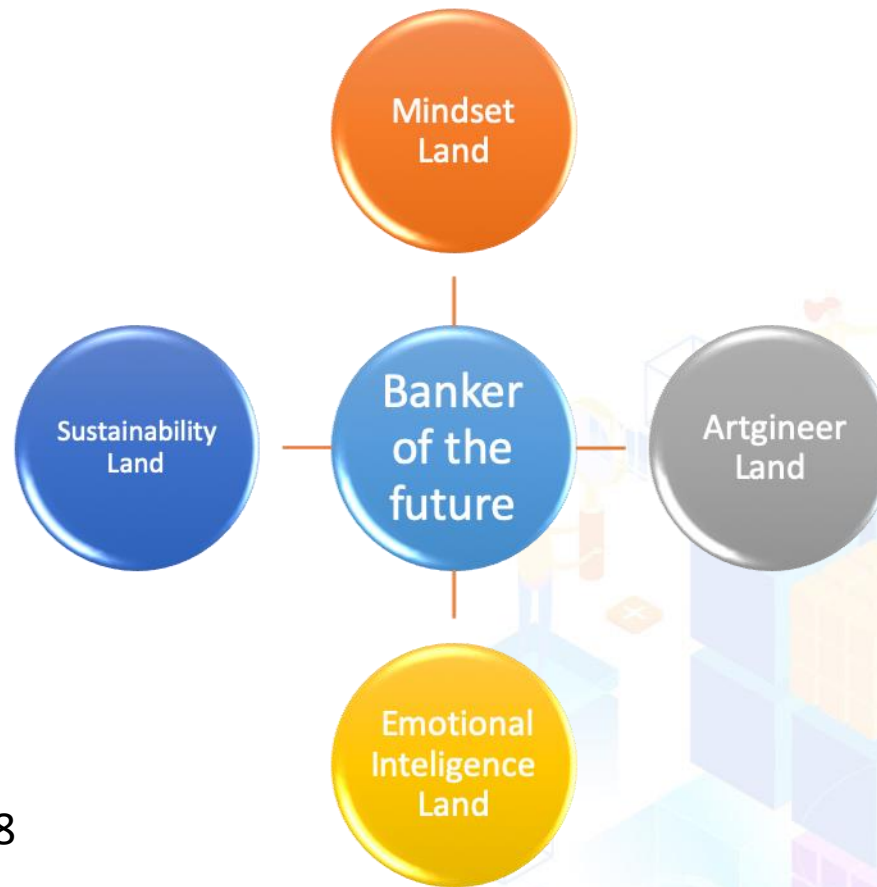 Mindset
Land
Sustainability
Land
Banker
of the
future
Artgineer
Land
Emotional
Inteligence
Land
8